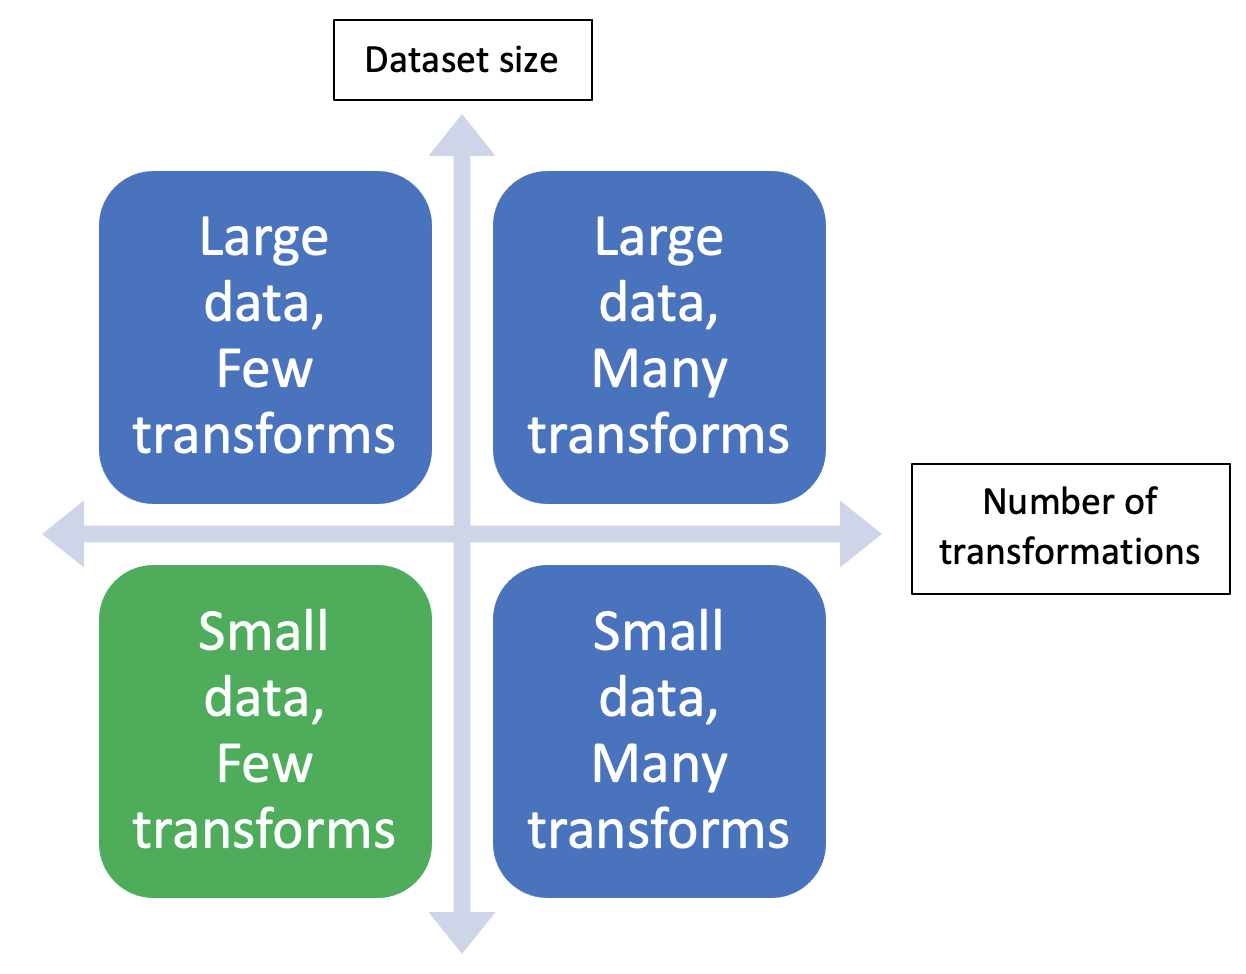 Dataset size
Large
data,
Few
transforms
Large
data,
Many
transforms
Number of
transformations
Small
data,
Few
transforms
Small
data,
Many
transforms